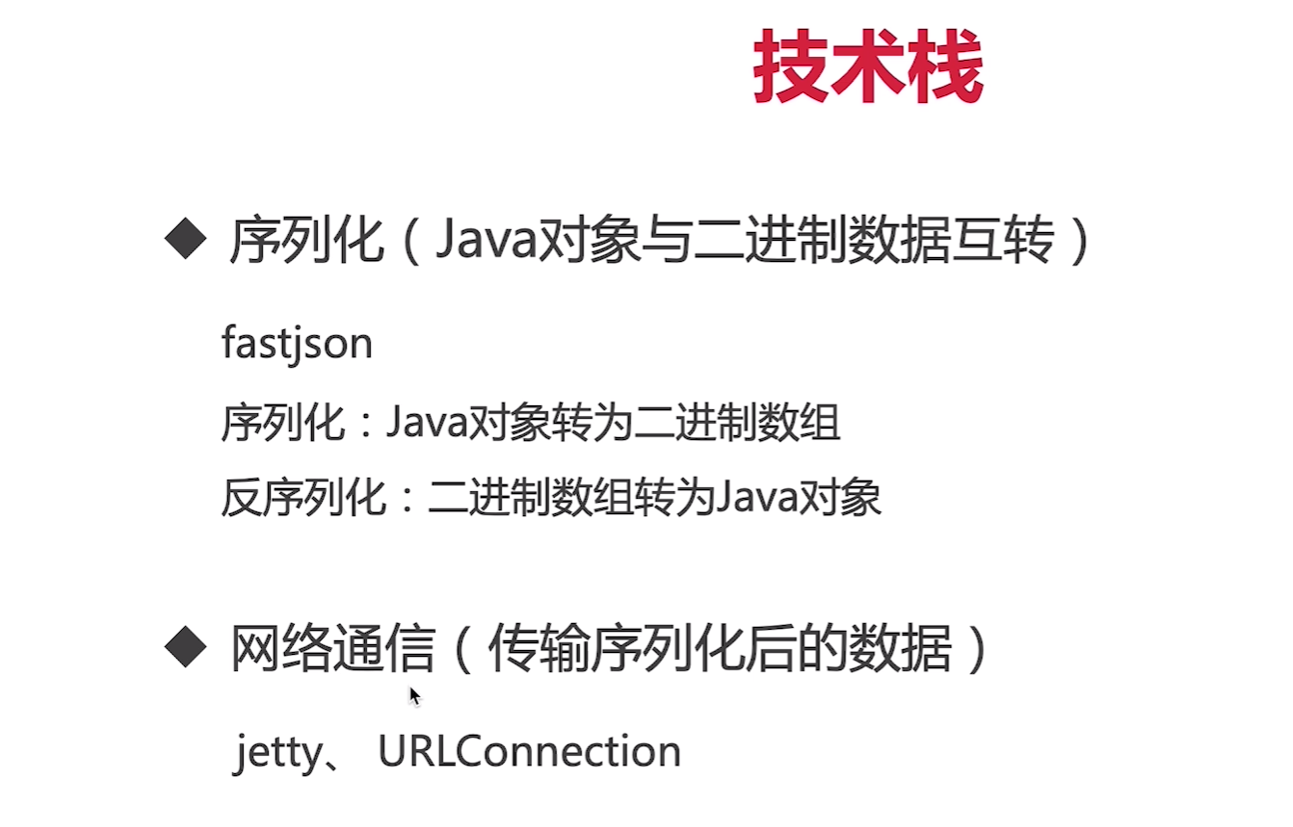 技术栈
◆ 序列化（Java对象与二进制数据互转）
fastjson
序列化：Java对象转为二进制数组
反序列化：二进制数组转为Java对象
◆ 网络通信（传输序列化后的数据）
jetty、 URLConnection